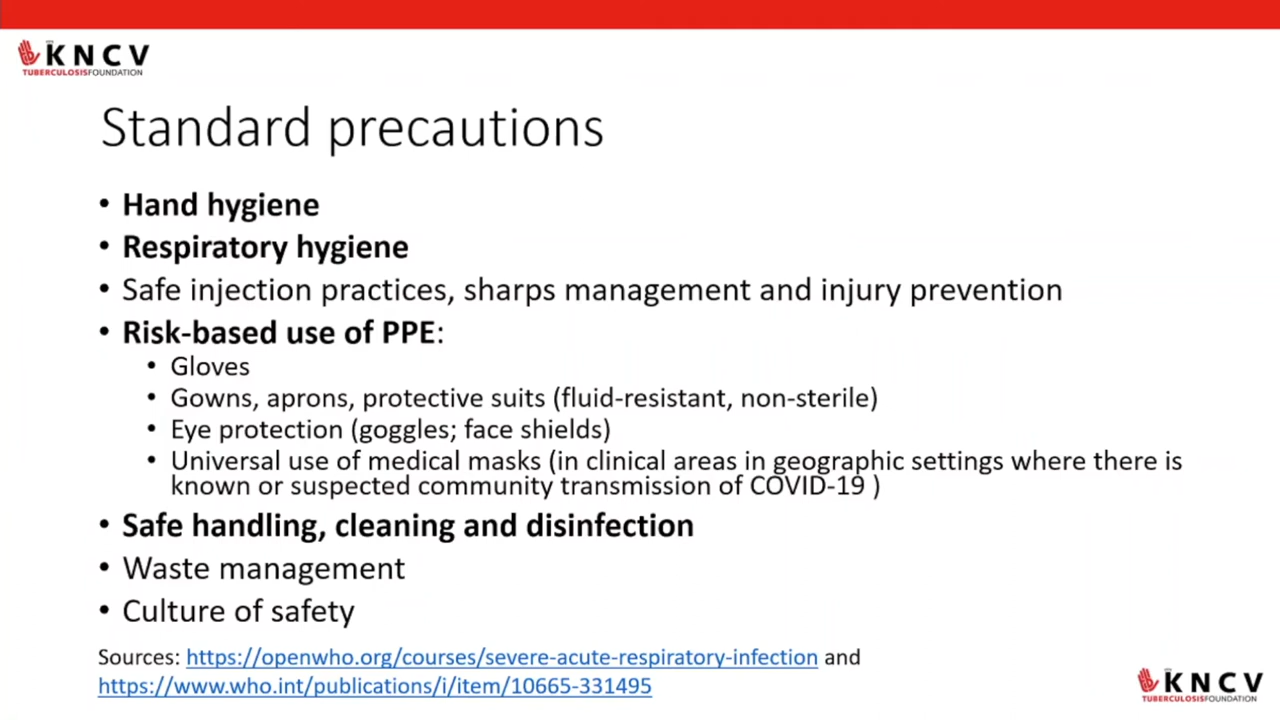 KNCV
TUBERCULOSISFOUNDATION
Standard precautions
• Hand hygiene
• Respiratory hygiene
• Safe injection practices, sharps management and injury prevention
• Risk-based use of PPE:
• Gloves
• Gowns, aprons, protective suits (fluid-resistant, non-sterile)
• Eye protection (goggles; face shields)
• Universal use of medical masks (in clinical areas in geographic settings where there is
known or suspected community transmission of COVID-19 )
• Safe handling, cleaning and disinfection
• Waste management
• Culture of safety
Sources: https://openwho.org/courses/severe-acute-respiratory-infection and
https://www.who.int/publications/i/item/10665-331495
KNCV
TUBERCULOSISFOUNDATION